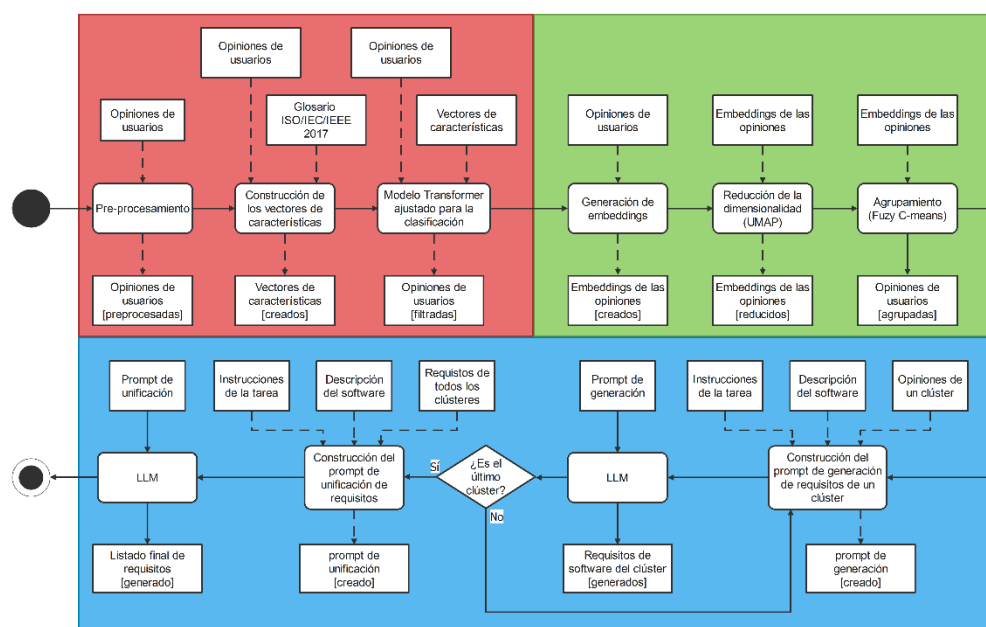 Opiniones de
usuarios
Opiniones de
usuarios
Opiniones de
usuarios
Glosario
ISO/IEC/IEEE
2017
Vectores de
características
Pre-procesamiento
Construcción de
los vectores de
características
Modelo Transformer
ajustado para la
clasificación
Opiniones de
usuarios
[preprocesadas]
Vectores de
características
[creados]
Opiniones de
usuarios
[filtradas]
Opiniones de
usuarios
Embeddings de las
opiniones
Embeddings de las
opiniones
Generación de
embeddings
Reducción de la
dimensionalidad
(UMAP)
Agrupamiento
(Fuzy C-means)
Embeddings de las
opiniones
[creados]
Embeddings de las
opiniones
[reducidos]
Opiniones de
usuarios
[agrupadas]
Prompt de
unificación
Instrucciones
de la tarea
Descripción
del software
Requistos de
todos los
clústeres
Prompt de
generación
Instrucciones
de la tarea
Descripción
del software
Opiniones de
un clúster
LLM
Construcción del
prompt de
unificación de
requisitos
Sí
¿Es el
último
clúster?
No
LLM
Construcción del
prompt de generación
de requisitos de un
clúster
Listado final de
requisitos
[generado]
prompt de
unificación
[creado]
Requisitos de
software del clúster
[generados]
prompt de
generación
[creado]